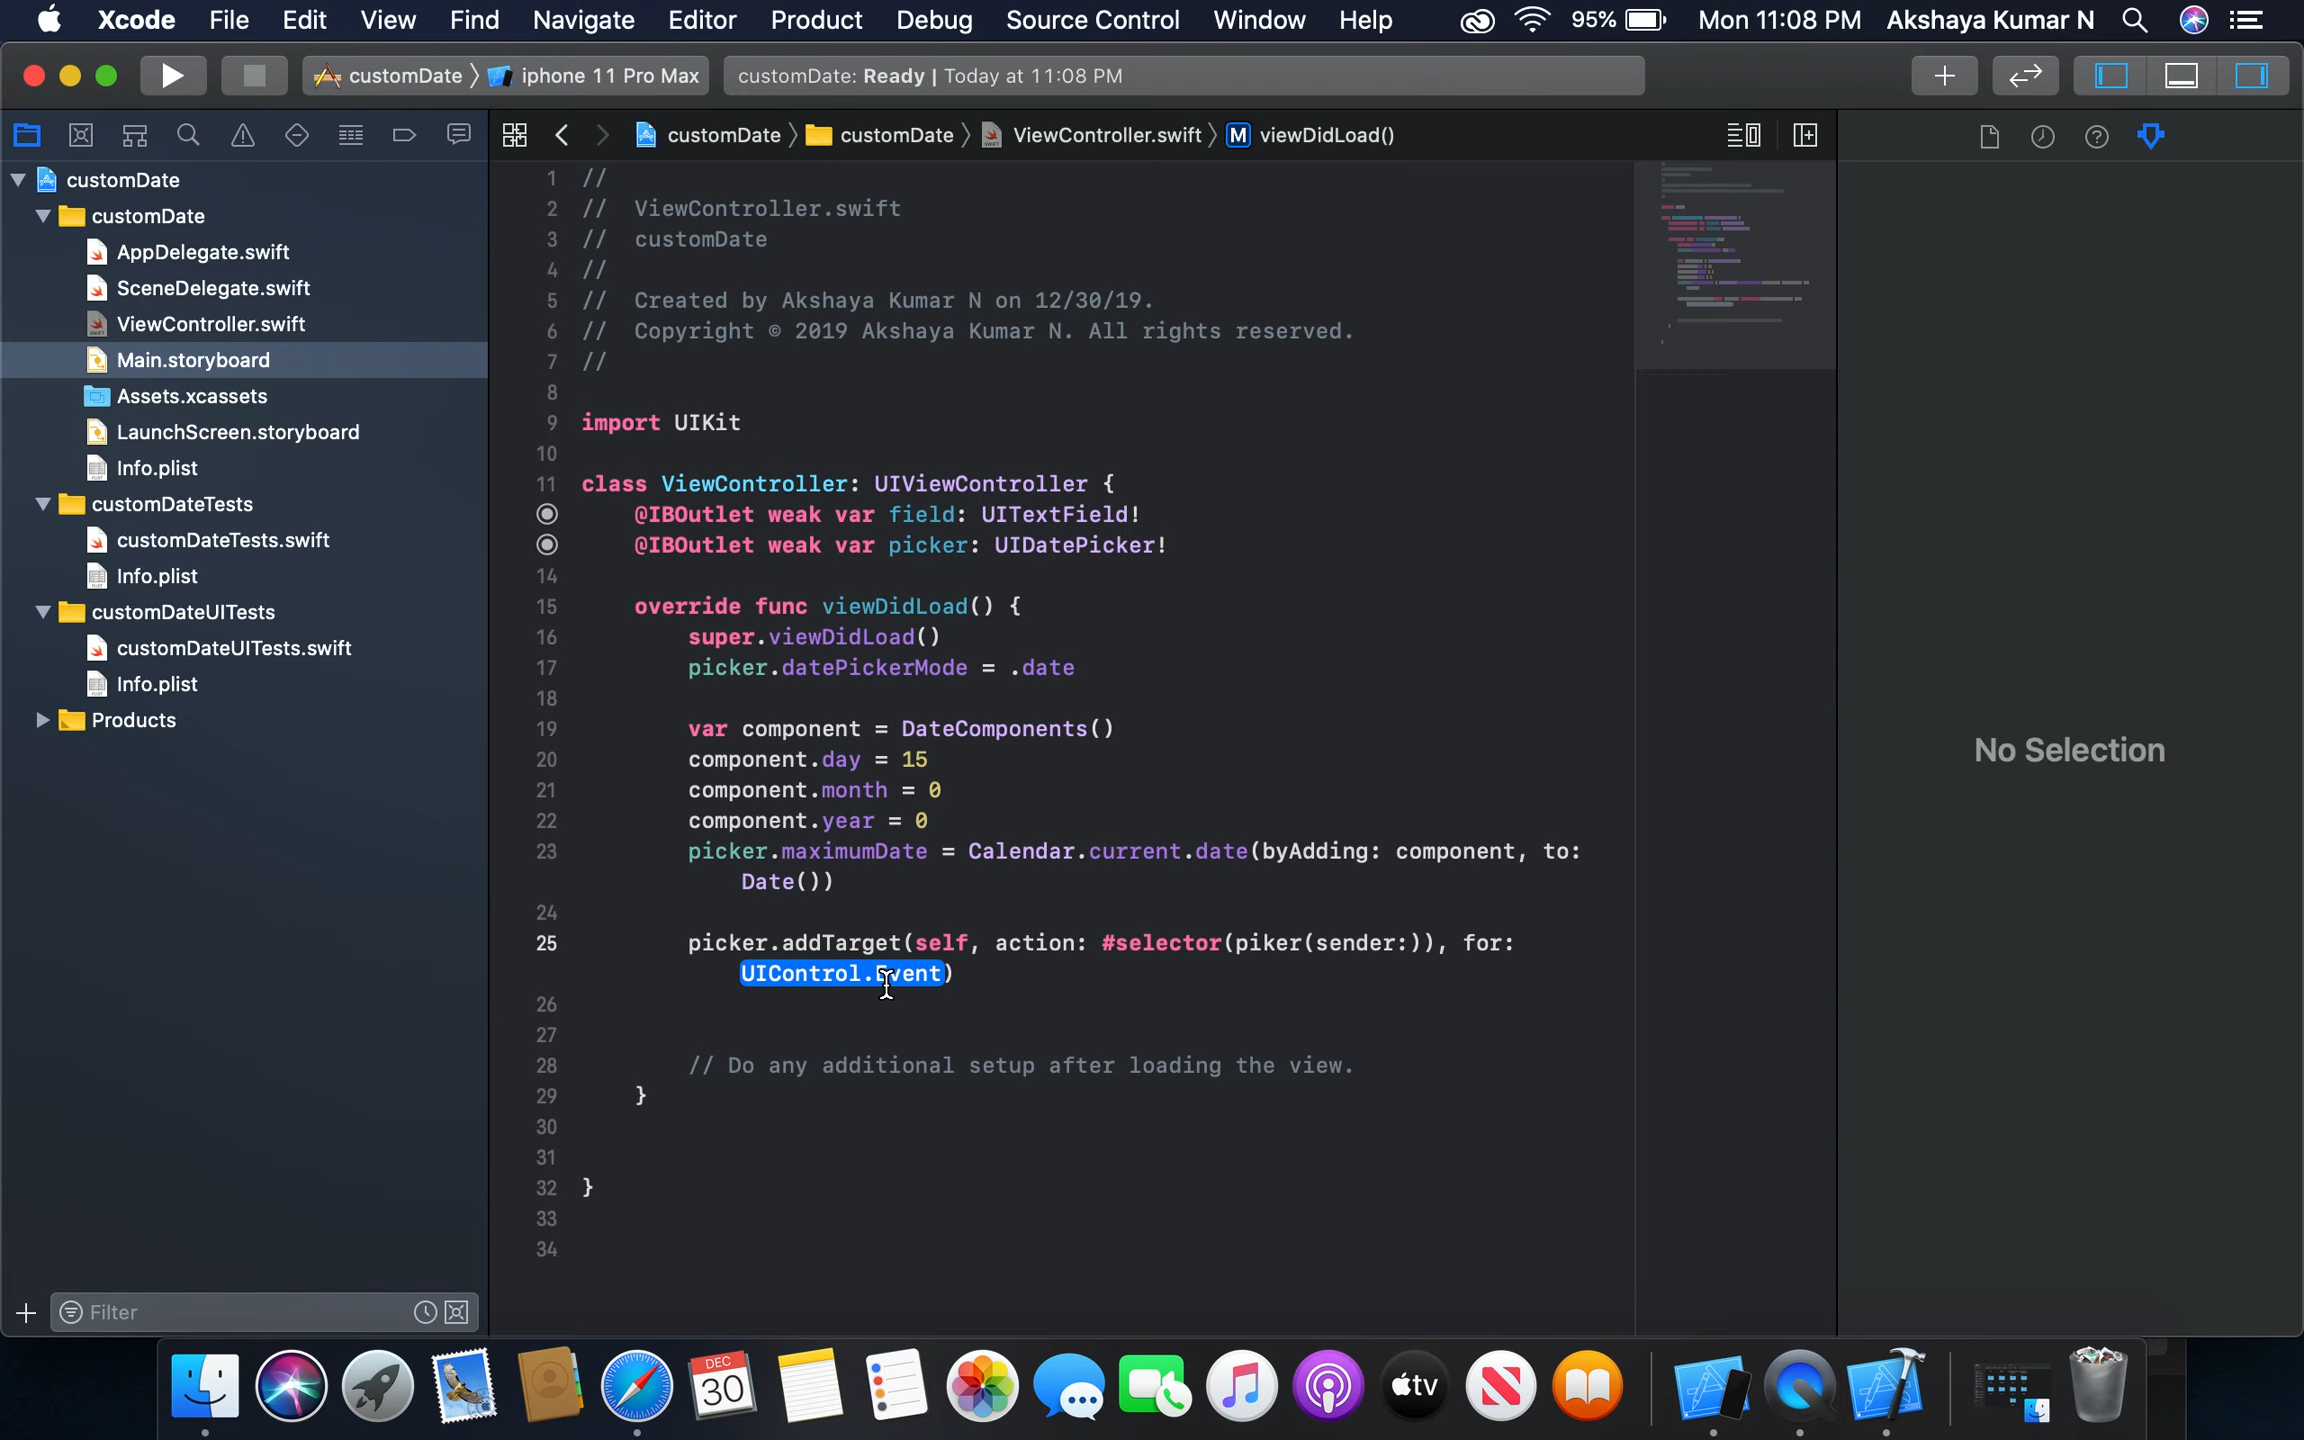 Xcode File Edit View Find Navigate Editor Product Debug Source Control Window Help 95% Mon 11:08 PM Akshaya Kumar N
customDate iphone 11 Pro Max customDate: Ready | Today at 11:08 PM
customDate customDate ViewController.swift M viewDidLoad()
customDate
customDate
AppDelegate.swift
SceneDelegate.swift
ViewController.swift
Main.storyboard
Assets.xcassets
LaunchScreen.storyboard
Info.plist
customDateTests
customDateTests.swift
Info.plist
customDateUITests
customDateUITests.swift
Info.plist
Products
Filter
1 //
2 // ViewController.swift
3 // customDate
4 //
5 // Created by Akshaya Kumar N on 12/30/19.
6 // Copyright © 2019 Akshaya Kumar N. All rights reserved.
7 //
8
9 import UIKit
10
11 class ViewController: UIViewController {
@IBOutlet weak var field: UITextField!
@IBOutlet weak var picker: UIDatePicker!
14
15 override func viewDidLoad() {
16 super.viewDidLoad()
17 picker.datePickerMode = .date
18
19 var component = DateComponents()
20 component.day = 15
21 component.month = 0
22 component.year = 0
23 picker.maximumDate = Calendar.current.date(byAdding: component, to:
Date())
24
25 picker.addTarget(self, action: #selector(piker(sender:)), for:
UIControl.Event)
26
27
28 // Do any additional setup after loading the view.
29 }
30
31
32 }
33
34
No Selection
DEC
30
tv